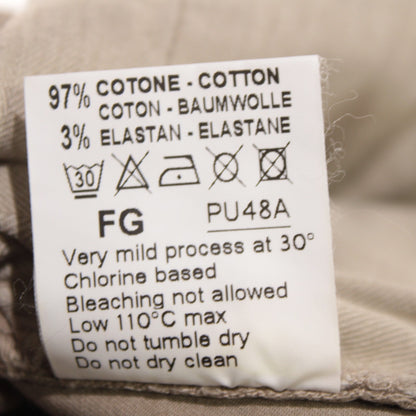 97% COTONE - COTTON
COTON - BAUMWOLLE
3% ELASTAN - ELASTANE
30
FG PU48A
Very mild process at 30°
Chlorine based
Bleaching not allowed
Low 110°C max
Do not tumble dry
Do not dry clean